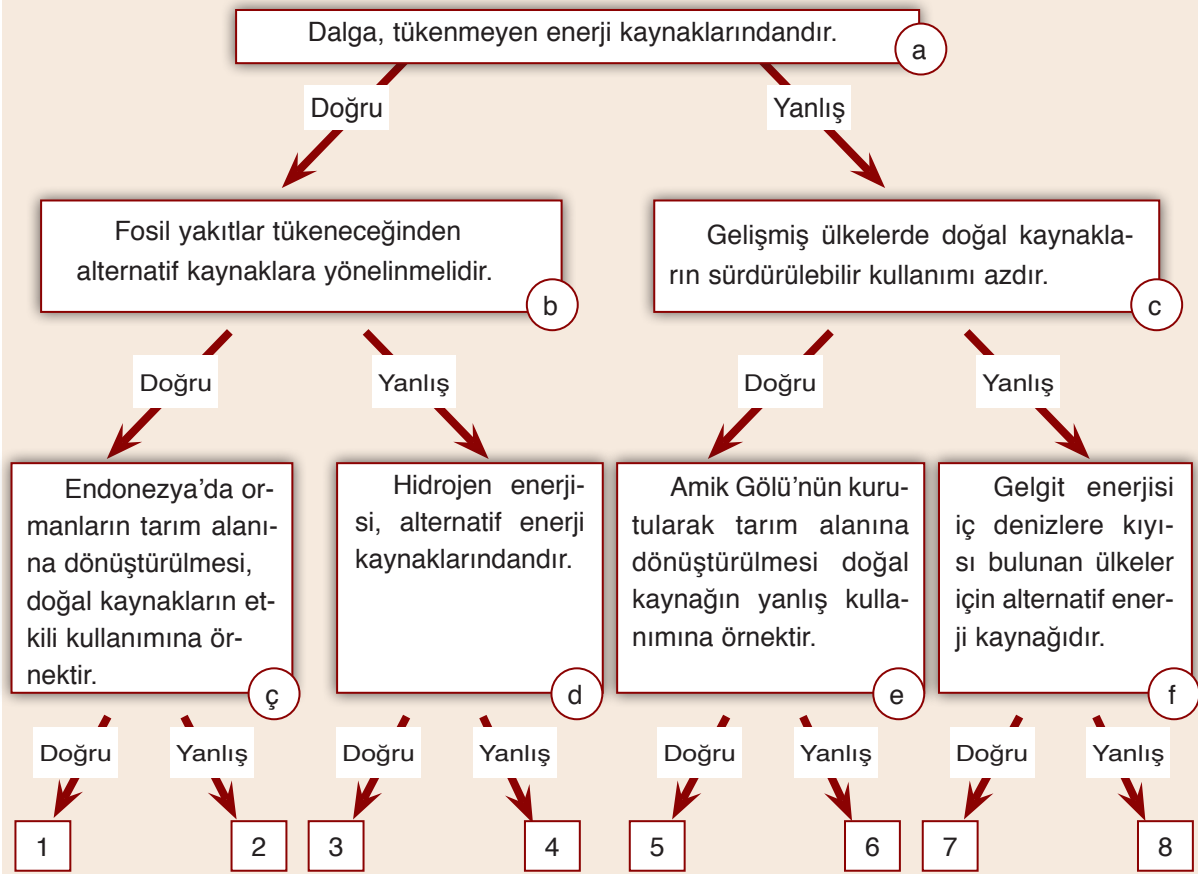 Dalga, tükenmeyen enerji kaynaklarındandır.
a
Doğru
Yanlış
Fosil yakıtlar tükeneceğinden
alternatif kaynaklara yönelinmelidir.
b
Gelişmiş ülkelerde doğal kaynakla-
rın sürdürülebilir kullanımı azdır.
c
Doğru
Yanlış
Doğru
Yanlış
Endonezya’da or-
manların tarım alanı-
na dönüştürülmesi,
doğal kaynakların et-
kili kullanımına ör-
nektir.
ç
Hidrojen enerji-
si, alternatif enerji
kaynaklarındandır.
d
Amik Gölü’nün kuru-
tularak tarım alanına
dönüştürülmesi doğal
kaynağın yanlış kulla-
nımına örnektir.
e
Gelgit enerjisi
iç denizlere kıyı-
sı bulunan ülkeler
için alternatif ener-
ji kaynağıdır.
f
Doğru
Yanlış
Doğru
Yanlış
Doğru
Yanlış
Doğru
Yanlış
1
2
3
4
5
6
7
8